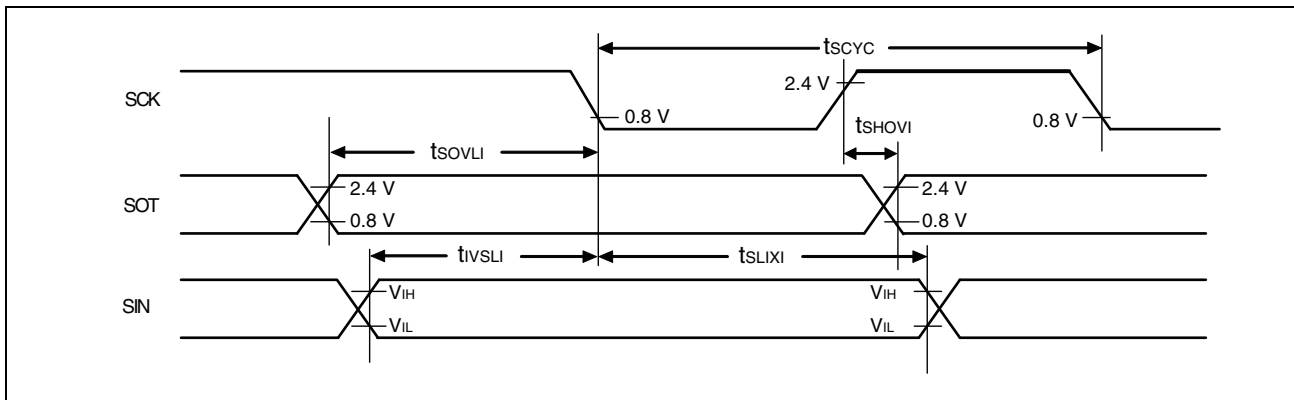 tSCYC
SCK
2.4 V
0.8 V
0.8 V
tSHOVI
tSOVLI
SOT
2.4 V
0.8 V
2.4 V
0.8 V
tIVSLI
tSLIXI
SIN
VIH
VIL
VIH
VIL